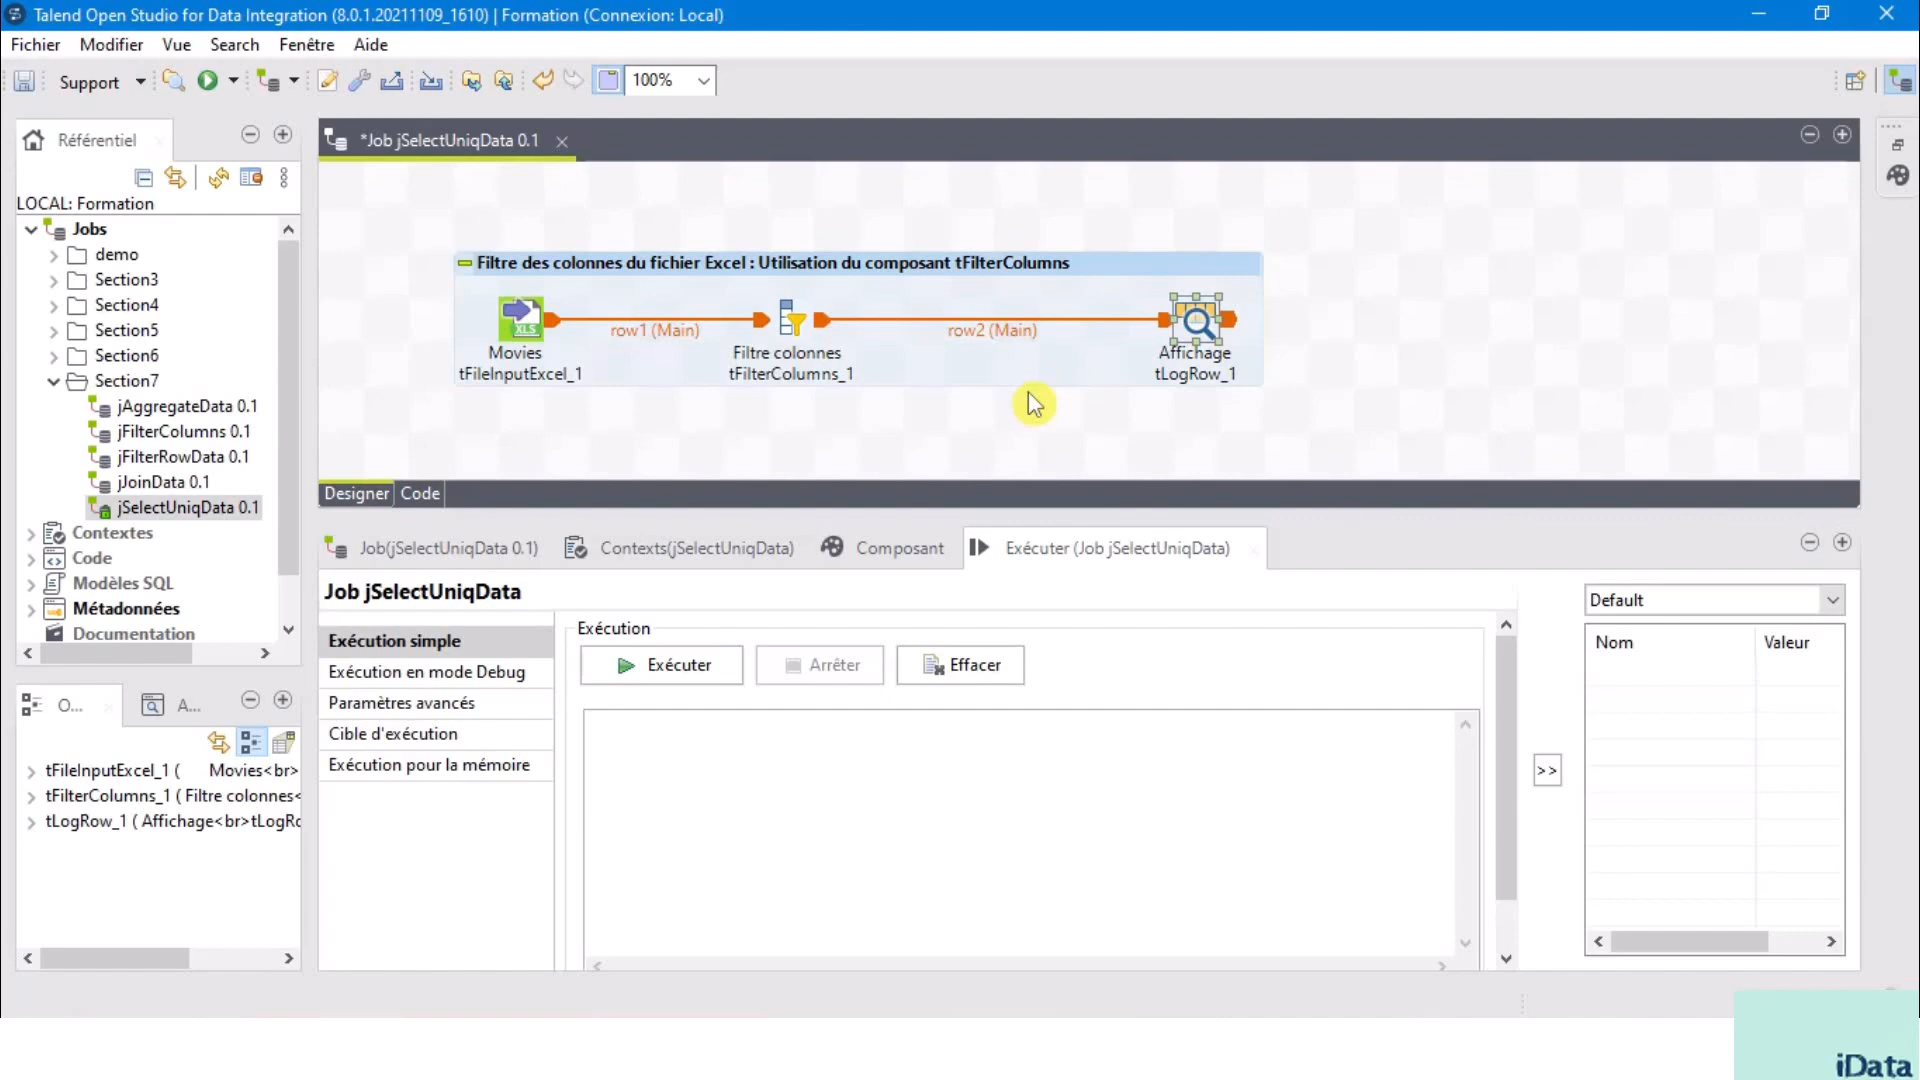 Talend Open Studio for Data Integration (8.0.1.20211109_1610) | Formation (Connexion: Local)
Fichier Modifier Vue Search Fenêtre Aide
Support 100%
Référentiel
LOCAL: Formation
Jobs
demo
Section3
Section4
Section5
Section6
Section7
jAggregateData 0.1
jFilterColumns 0.1
jFilterRowData 0.1
jJoinData 0.1
jSelectUniqData 0.1
Contextes
Code
Modèles SQL
Métadonnées
Documentation
O... A...
tFileInputExcel_1 ( Movies<br>
tFilterColumns_1 ( Filtre colonnes<
tLogRow_1 ( Affichage<br>tLogRo
*Job jSelectUniqData 0.1
Filtre des colonnes du fichier Excel : Utilisation du composant tFilterColumns
XLS
row1 (Main) row2 (Main)
Movies Filtre colonnes Affichage
tFileInputExcel_1 tFilterColumns_1 tLogRow_1
Designer Code
Job(jSelectUniqData 0.1) Contexts(jSelectUniqData) Composant Exécuter (Job jSelectUniqData)
Job jSelectUniqData
Exécution simple
Exécution en mode Debug
Paramètres avancés
Cible d'exécution
Exécution pour la mémoire
Exécution
Exécuter Arrêter Effacer
>>
Default
Nom Valeur
iData